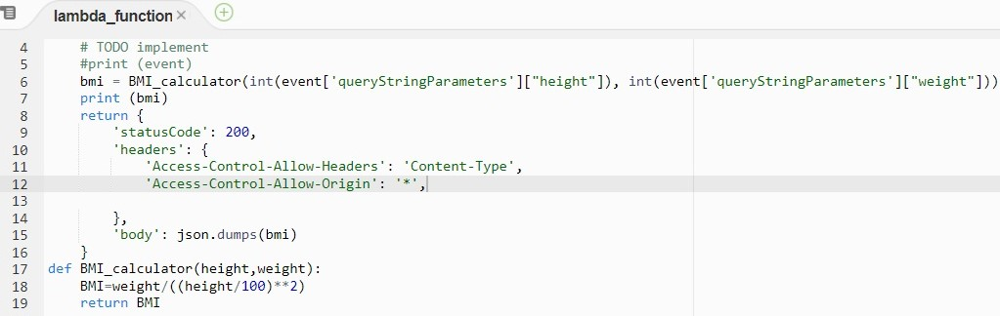 lambda_function ×
4 # TODO implement
5 #print (event)
6 bmi = BMI_calculator(int(event['queryStringParameters']["height"]), int(event['queryStringParameters']["weight"]))
7 print (bmi)
8 return {
9 'statusCode': 200,
10 'headers': {
11 'Access-Control-Allow-Headers': 'Content-Type',
12 'Access-Control-Allow-Origin': '*',
13
14 },
15 'body': json.dumps(bmi)
16 }
17 def BMI_calculator(height,weight):
18 BMI=weight/((height/100)**2)
19 return BMI